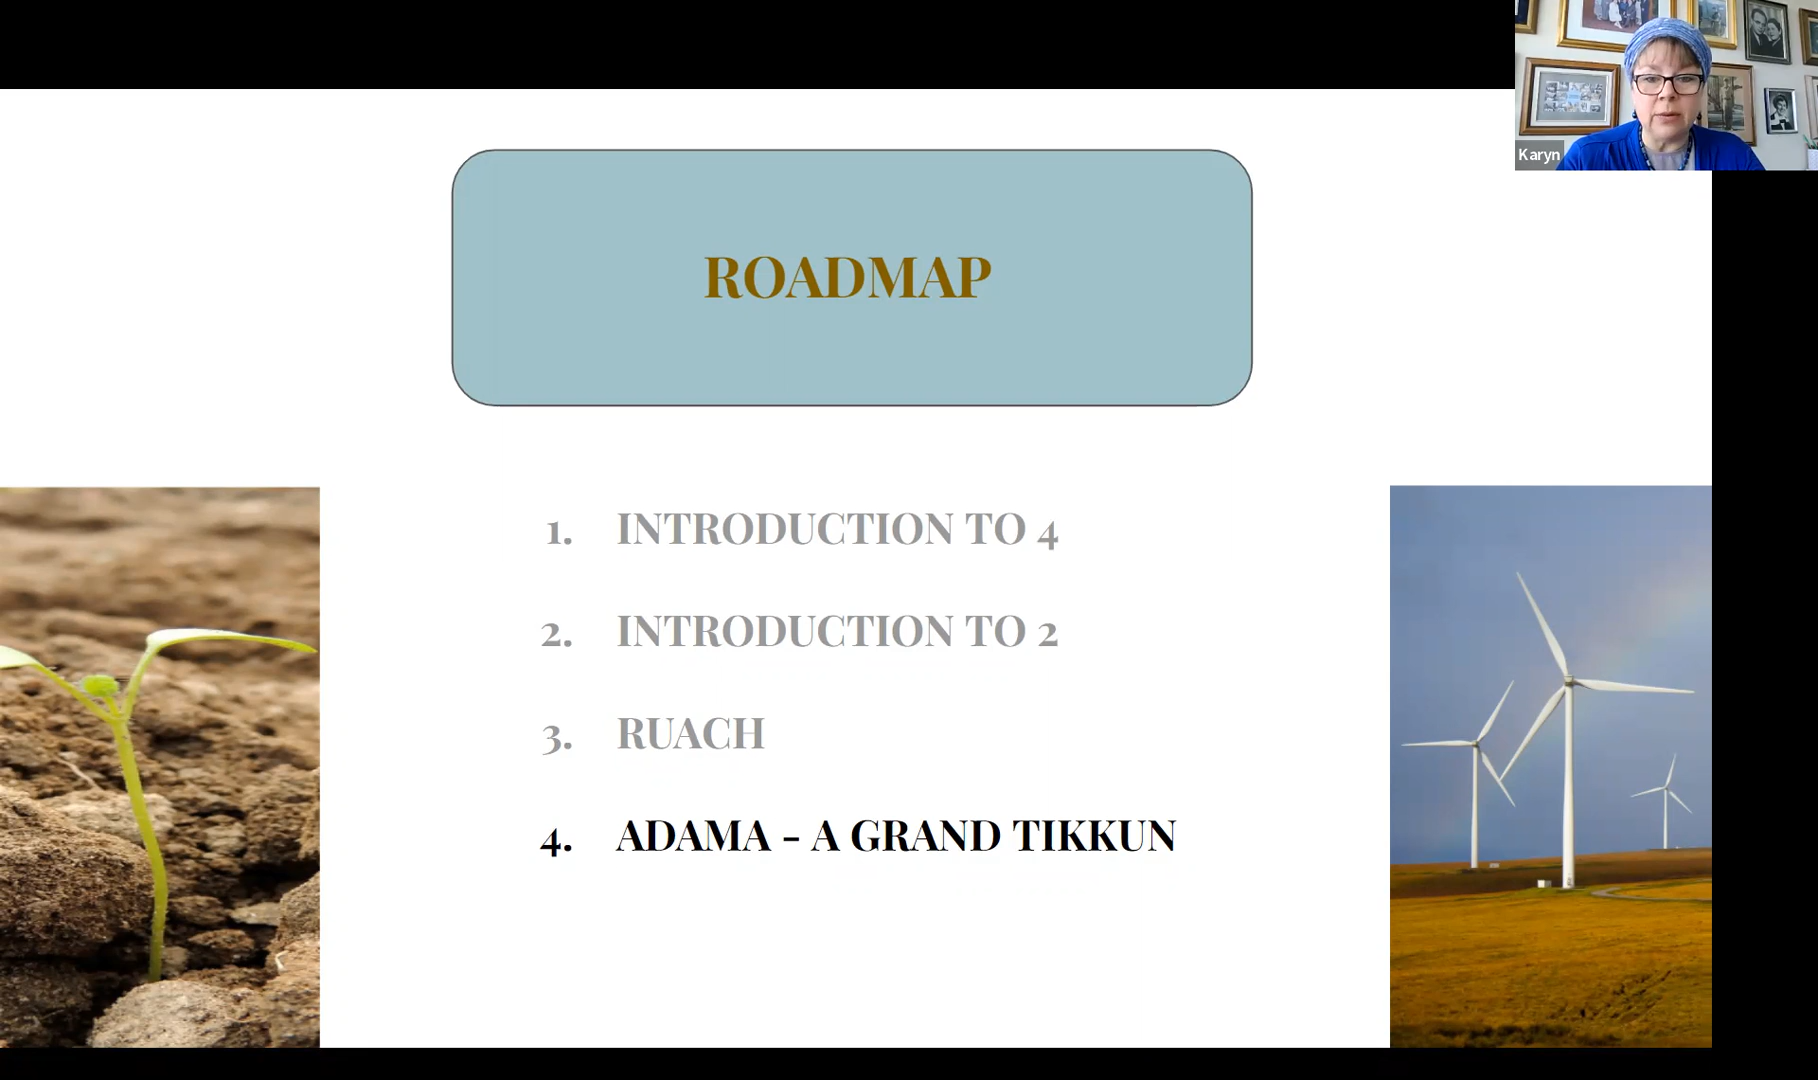 Karyn
ROADMAP
1. INTRODUCTION TO 4
2. INTRODUCTION TO 2
3. RUACH
4. ADAMA - A GRAND TIKKUN